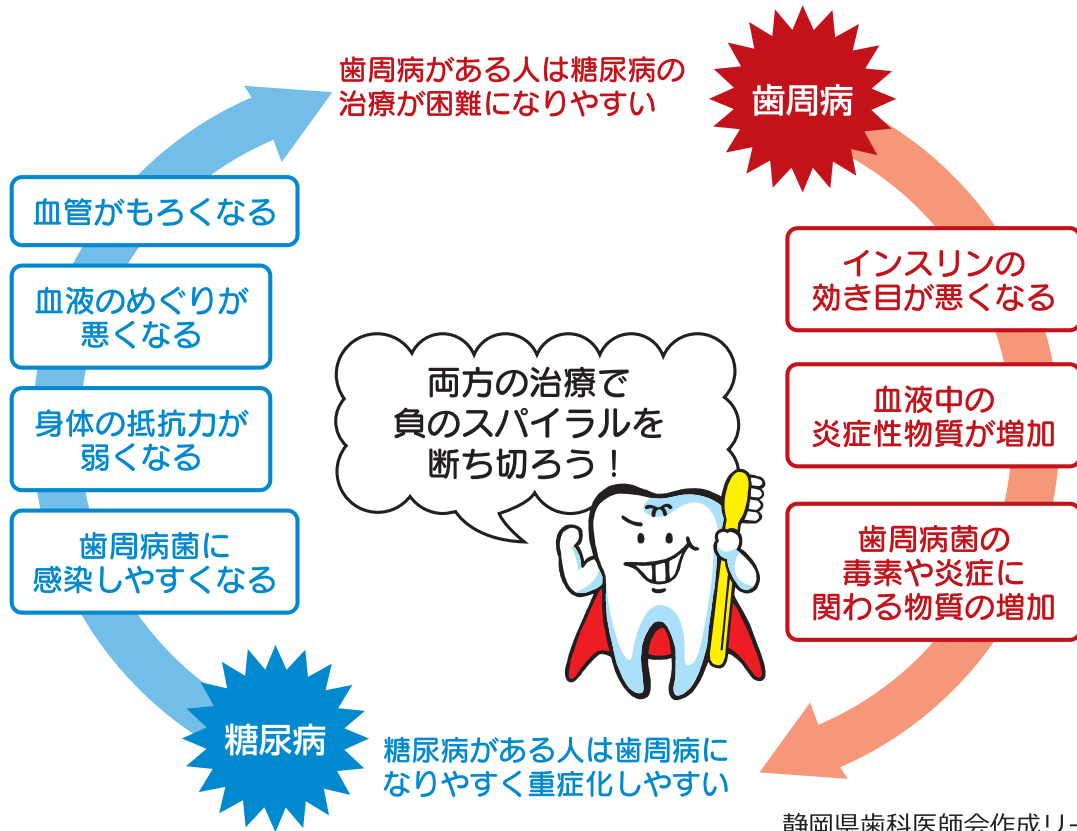 歯周病がある人は糖尿病の
治療が困難になりやすい
歯周病
血管がもろくなる
血液のめぐりが
悪くなる
身体の抵抗力が
弱くなる
歯周病菌に
感染しやすくなる
インスリンの
効き目が悪くなる
血液中の
炎症性物質が増加
歯周病菌の
毒素や炎症に
関わる物質の増加
両方の治療で
負のスパイラルを
断ち切ろう！
糖尿病
糖尿病がある人は歯周病に
なりやすく重症化しやすい
静岡県歯科医師会作成リー